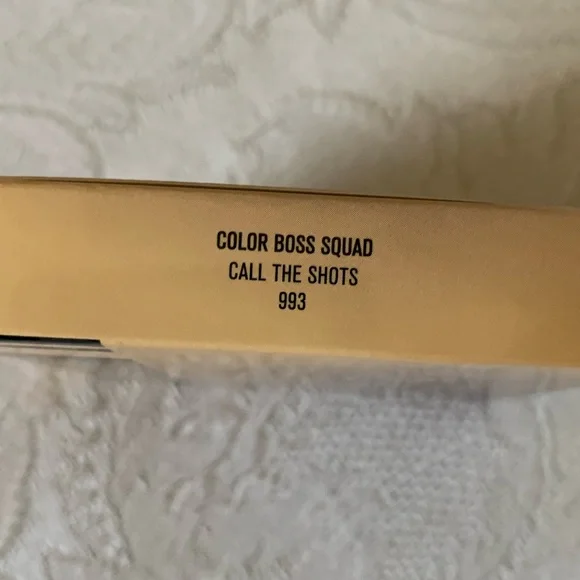 COLOR BOSS SQUAD
CALL THE SHOTS
993